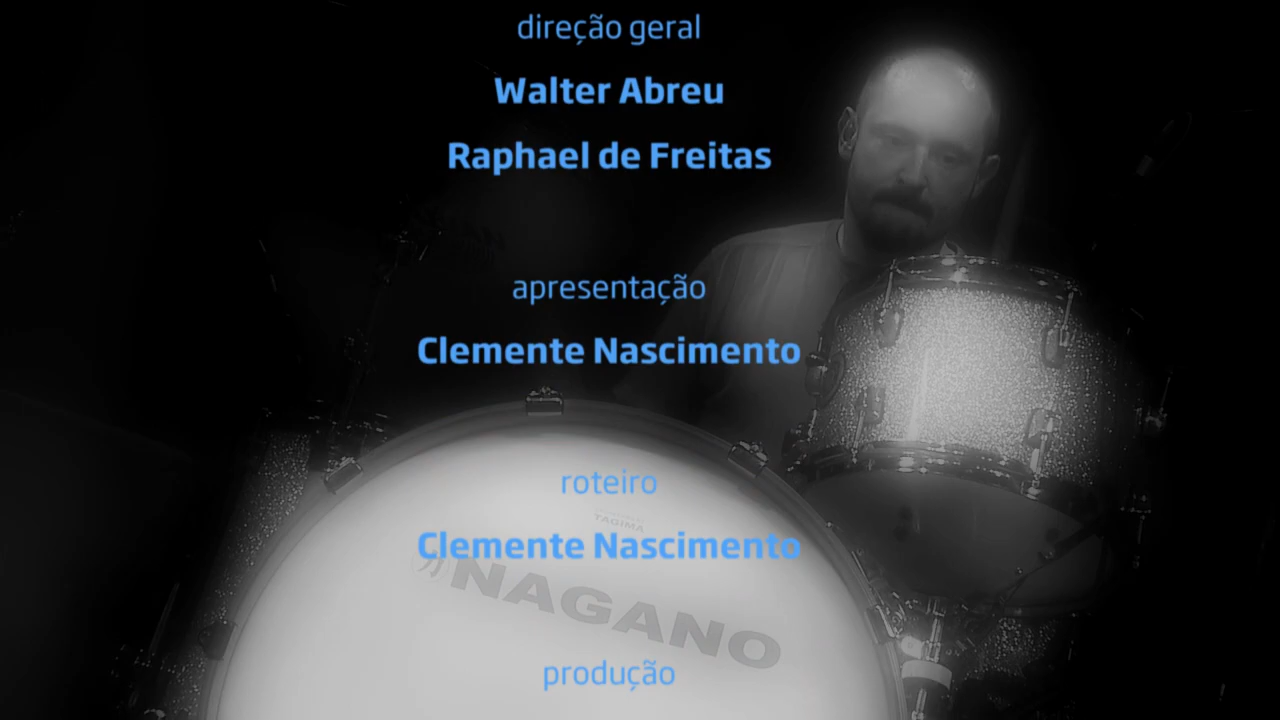 direção geral
Walter Abreu
Raphael de Freitas
apresentação
Clemente Nascimento
roteiro
TAGIMA
Clemente Nascimento
NAGANO
produção